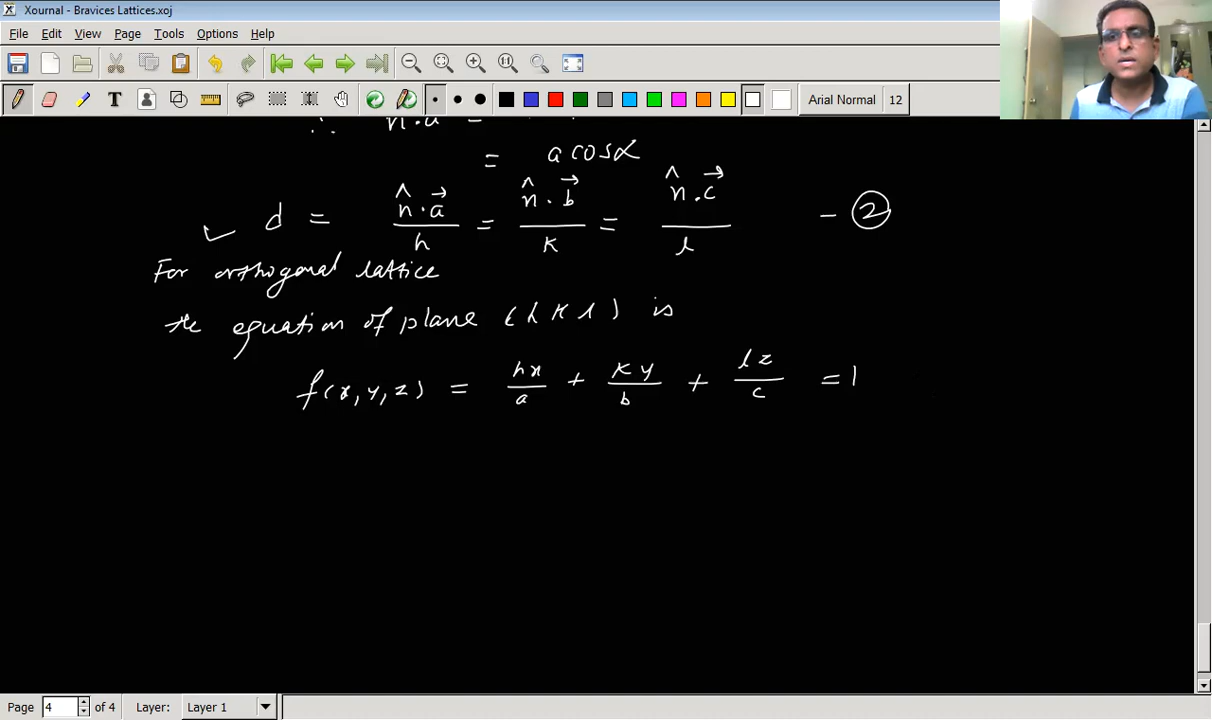 Xournal - Bravices Lattices.xoj
File Edit View Page Tools Options Help
Arial Normal 12
∴ n̂·a⃗ =
= a cosα
d = n̂·a⃗/h = n̂·b⃗/k = n̂·c⃗/l - ②
For orthogonal lattice
the equation of plane (h k l) is
f(x, y, z) = hx/a + ky/b + lz/c = 1
Page 4 of 4 Layer: Layer 1